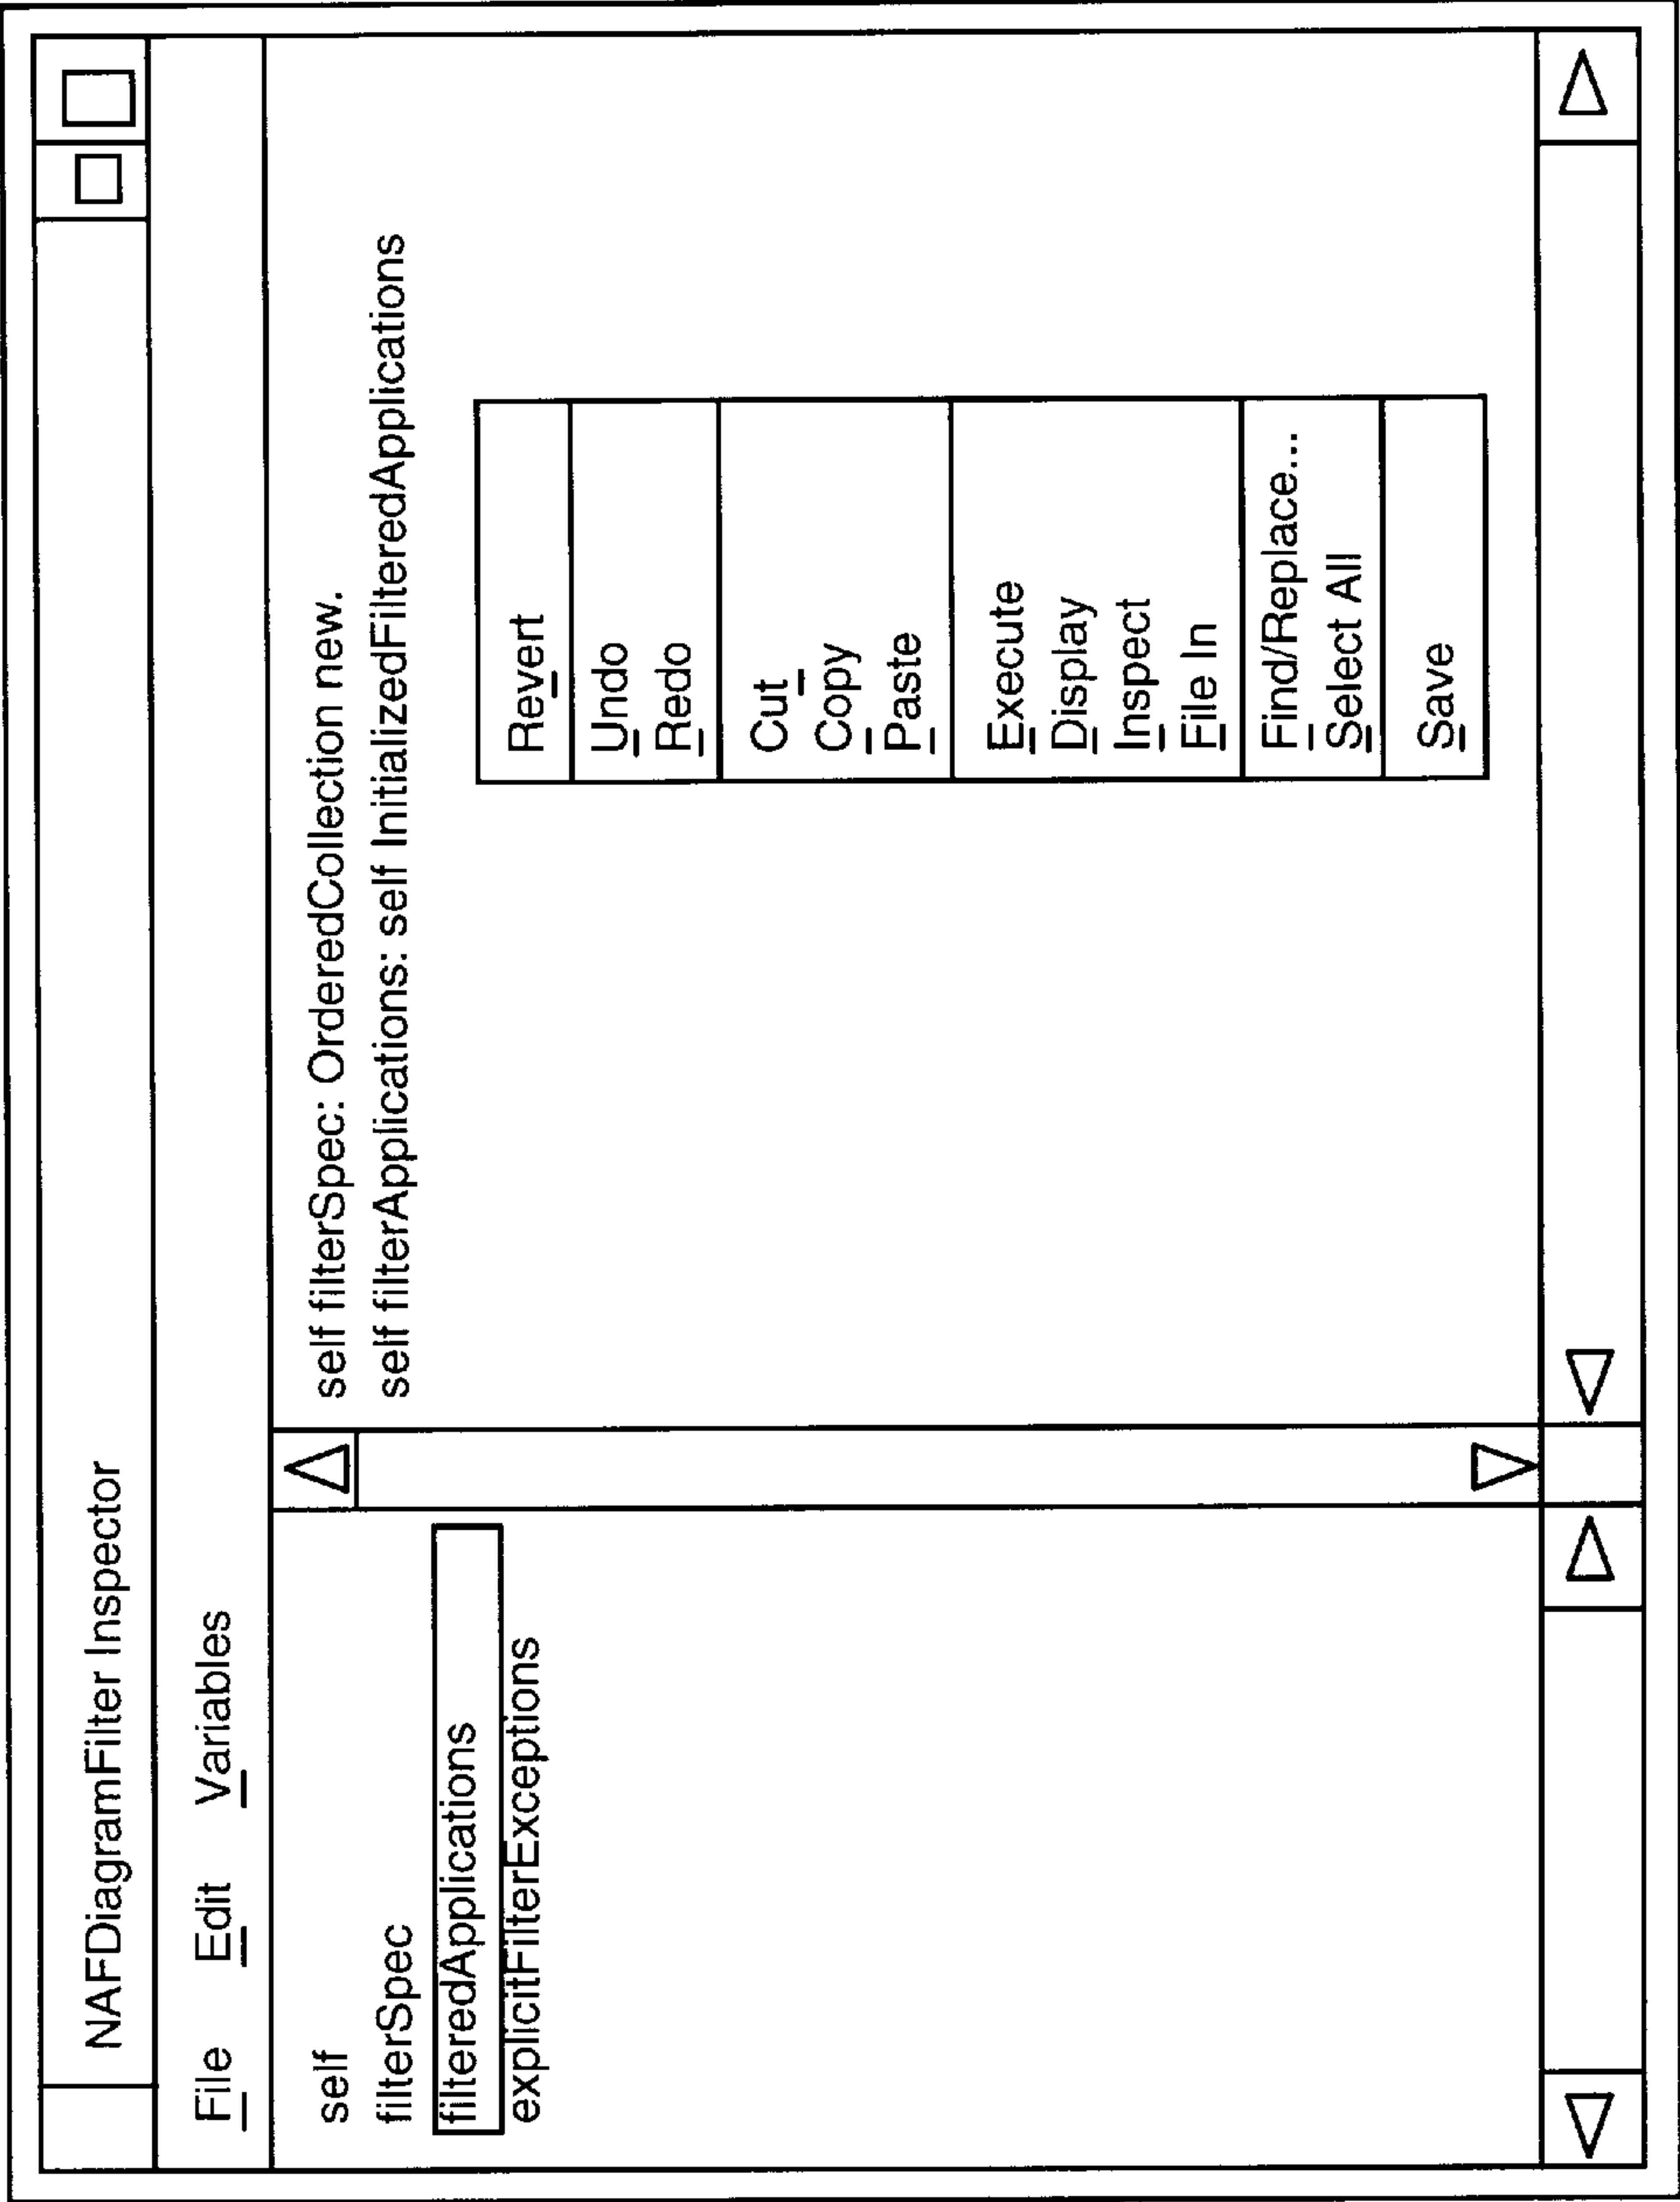 NAFDiagramFilter Inspector
File Edit Variables
self
filterSpec
filteredApplications
explicitFilterExceptions
self filterSpec: OrderedCollection new.
self filterApplications: self InitializedFilteredApplications
Revert
Undo
Redo
Cut
Copy
Paste
Execute
Display
Inspect
File In
Find/Replace...
Select All
Save